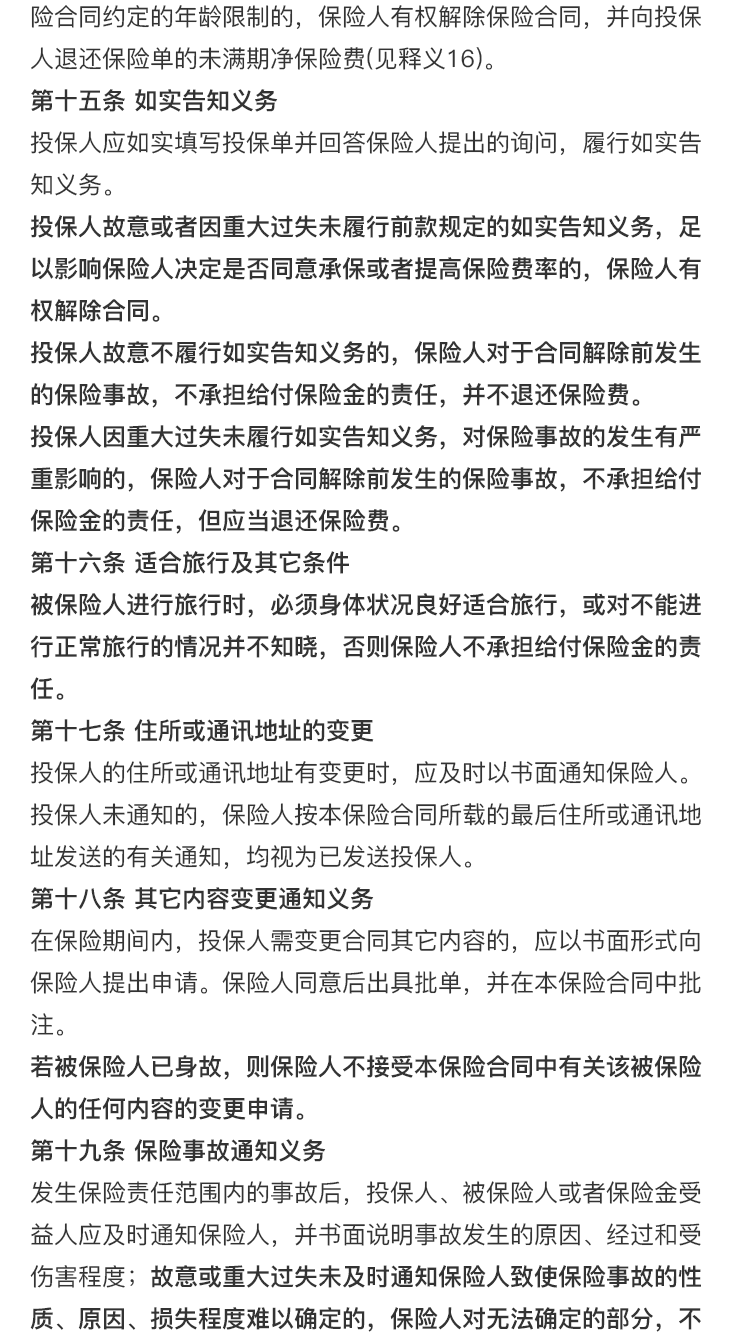 险合同约定的年龄限制的，保险人有权解除保险合同，并向投保
人退还保险单的未满期净保险费(见释义16)。
第十五条 如实告知义务
投保人应如实填写投保单并回答保险人提出的询问，履行如实告
知义务。
投保人故意或者因重大过失未履行前款规定的如实告知义务，足
以影响保险人决定是否同意承保或者提高保险费率的，保险人有
权解除合同。
投保人故意不履行如实告知义务的，保险人对于合同解除前发生
的保险事故，不承担给付保险金的责任，并不退还保险费。
投保人因重大过失未履行如实告知义务，对保险事故的发生有严
重影响的，保险人对于合同解除前发生的保险事故，不承担给付
保险金的责任，但应当退还保险费。
第十六条 适合旅行及其它条件
被保险人进行旅行时，必须身体状况良好适合旅行，或对不能进
行正常旅行的情况并不知晓，否则保险人不承担给付保险金的责
任。
第十七条 住所或通讯地址的变更
投保人的住所或通讯地址有变更时，应及时以书面通知保险人。
投保人未通知的，保险人按本保险合同所载的最后住所或通讯地
址发送的有关通知，均视为已发送投保人。
第十八条 其它内容变更通知义务
在保险期间内，投保人需变更合同其它内容的，应以书面形式向
保险人提出申请。保险人同意后出具批单，并在本保险合同中批
注。
若被保险人已身故，则保险人不接受本保险合同中有关该被保险
人的任何内容的变更申请。
第十九条 保险事故通知义务
发生保险责任范围内的事故后，投保人、被保险人或者保险金受
益人应及时通知保险人，并书面说明事故发生的原因、经过和受
伤害程度；故意或重大过失未及时通知保险人致使保险事故的性
质、原因、损失程度难以确定的，保险人对无法确定的部分，不